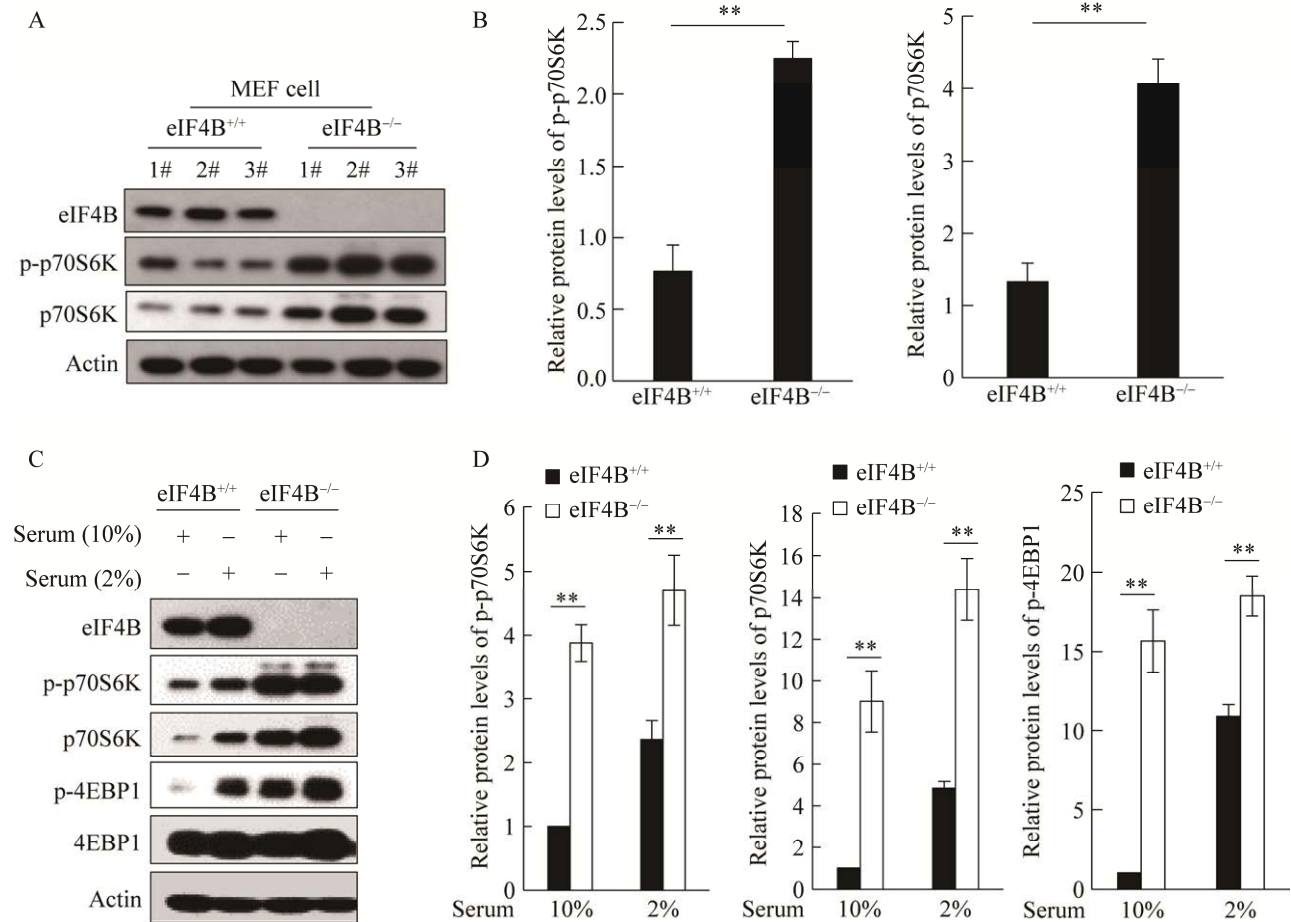 A
MEF cell
eIF4B+/+ eIF4B−/−
1# 2# 3# 1# 2# 3#
eIF4B
p-p70S6K
p70S6K
Actin
B
Relative protein levels of p-p70S6K
2.5
2.0
1.5
1.0
0.5
0.0
**
eIF4B+/+ eIF4B−/−
Relative protein levels of p70S6K
5
4
3
2
1
0
**
eIF4B+/+ eIF4B−/−
C
eIF4B+/+ eIF4B−/−
Serum (10%) + − + −
Serum (2%) − + − +
eIF4B
p-p70S6K
p70S6K
p-4EBP1
4EBP1
Actin
D
eIF4B+/+
eIF4B−/−
Relative protein levels of p-p70S6K
6
5
4
3
2
1
0
**
**
Serum 10% 2%
eIF4B+/+
eIF4B−/−
Relative protein levels of p70S6K
18
16
14
12
10
8
6
4
2
0
**
**
Serum 10% 2%
eIF4B+/+
eIF4B−/−
Relative protein levels of p-4EBP1
25
20
15
10
5
0
**
**
Serum 10% 2%